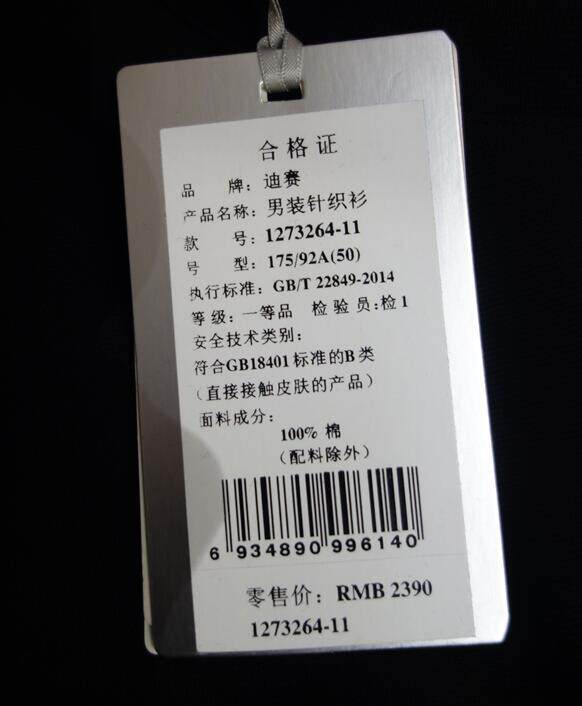 合格证
品 牌：迪赛
产品名称：男装针织衫
款 号：1273264-11
号 型：175/92A(50)
执行标准：GB/T 22849-2014
等级：一等品 检验员:检1
安全技术类别：
符合GB18401标准的B类
（直接接触皮肤的产品）
面料成分：
100% 棉
（配料除外）
6 934890 996140
零售价：RMB 2390
1273264-11